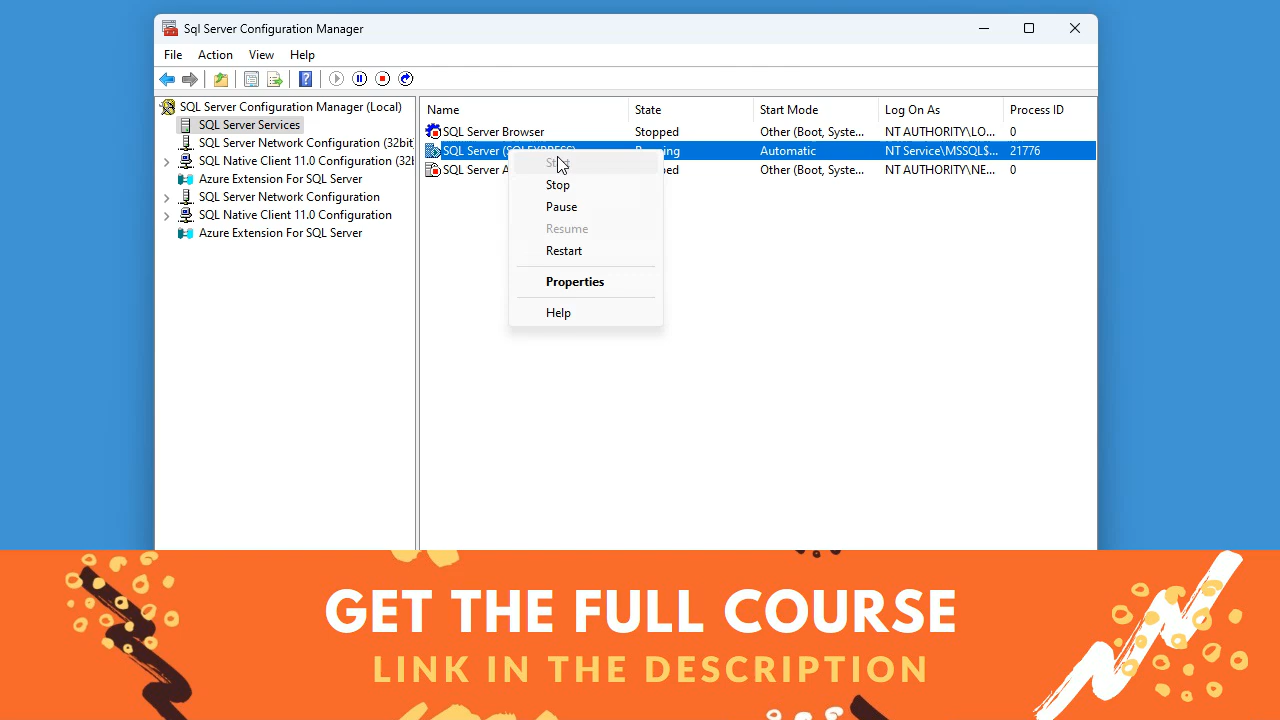 Sql Server Configuration Manager
File Action View Help
SQL Server Configuration Manager (Local)
SQL Server Services
SQL Server Network Configuration (32bit
SQL Native Client 11.0 Configuration (32l
Azure Extension For SQL Server
SQL Server Network Configuration
SQL Native Client 11.0 Configuration
Azure Extension For SQL Server
Name State Start Mode Log On As Process ID
SQL Server Browser Stopped Other (Boot, Syste... NT AUTHORITY\LO... 0
SQL Server (SQLEXPRESS) Running Automatic NT Service\MSSQL$... 21776
SQL Server A ped Other (Boot, Syste... NT AUTHORITY\NE... 0
Start
Stop
Pause
Resume
Restart
Properties
Help
GET THE FULL COURSE
LINK IN THE DESCRIPTION